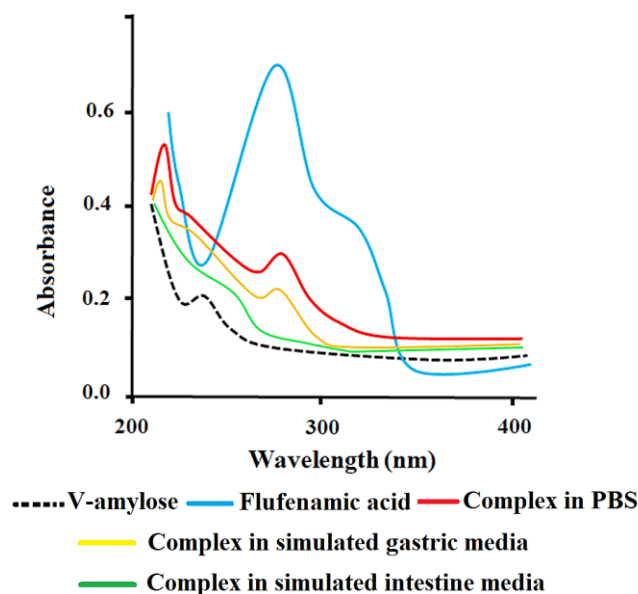 0.6
0.4
0.2
0.0
Absorbance
200 300 400
Wavelength (nm)
V-amylose Flufenamic acid Complex in PBS
Complex in simulated gastric media
Complex in simulated intestine media